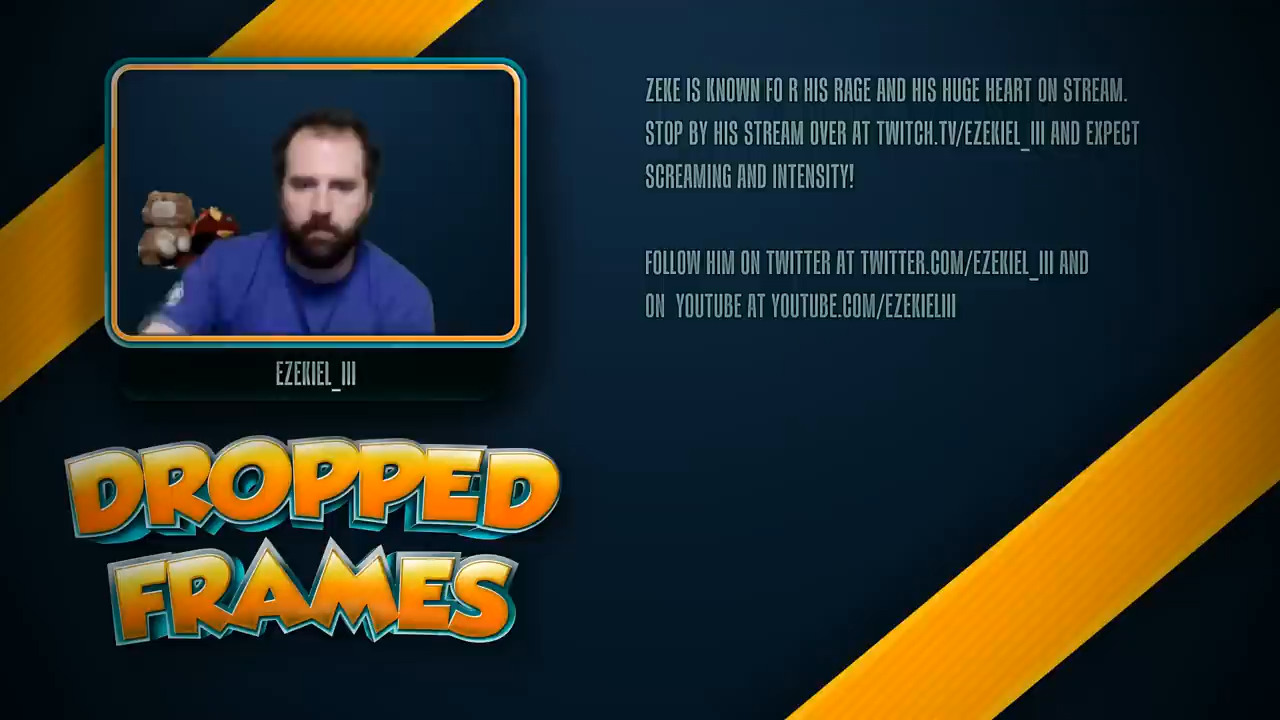 ZEKE IS KNOWN FO R HIS RAGE AND HIS HUGE HEART ON STREAM.
STOP BY HIS STREAM OVER AT TWITCH.TV/EZEKIEL_III AND EXPECT
SCREAMING AND INTENSITY!
FOLLOW HIM ON TWITTER AT TWITTER.COM/EZEKIEL_III AND
ON YOUTUBE AT YOUTUBE.COM/EZEKIELIII
EZEKIEL_III
DROPPED
FRAMES